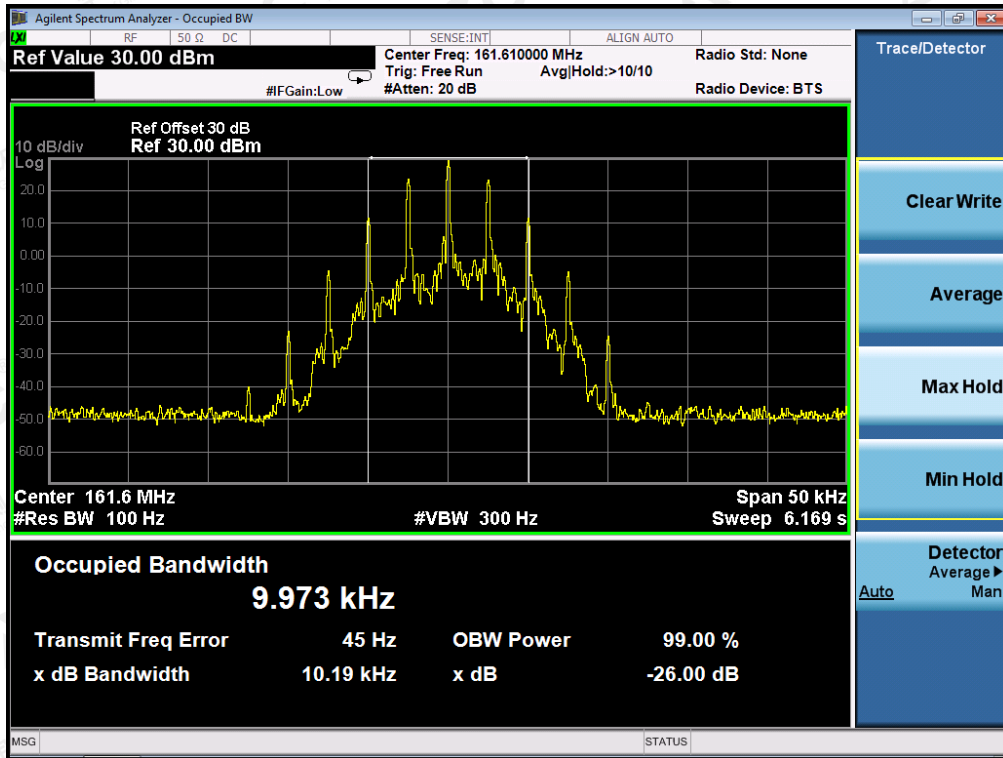 Agilent Spectrum Analyzer - Occupied BW
LXI RF 50 Ω DC SENSE:INT ALIGN AUTO
Ref Value 30.00 dBm
Center Freq: 161.610000 MHz Radio Std: None
Trig: Free Run Avg|Hold:>10/10
#IFGain:Low #Atten: 20 dB Radio Device: BTS
Ref Offset 30 dB
10 dB/div Ref 30.00 dBm
Log
20.0
10.0
0.00
-10.0
-20.0
-30.0
-40.0
-50.0
-60.0
Center 161.6 MHz Span 50 kHz
#Res BW 100 Hz #VBW 300 Hz Sweep 6.169 s
Occupied Bandwidth
9.973 kHz
Transmit Freq Error 45 Hz OBW Power 99.00 %
x dB Bandwidth 10.19 kHz x dB -26.00 dB
MSG STATUS
Trace/Detector
Clear Write
Average
Max Hold
Min Hold
Detector
Average
Auto Man